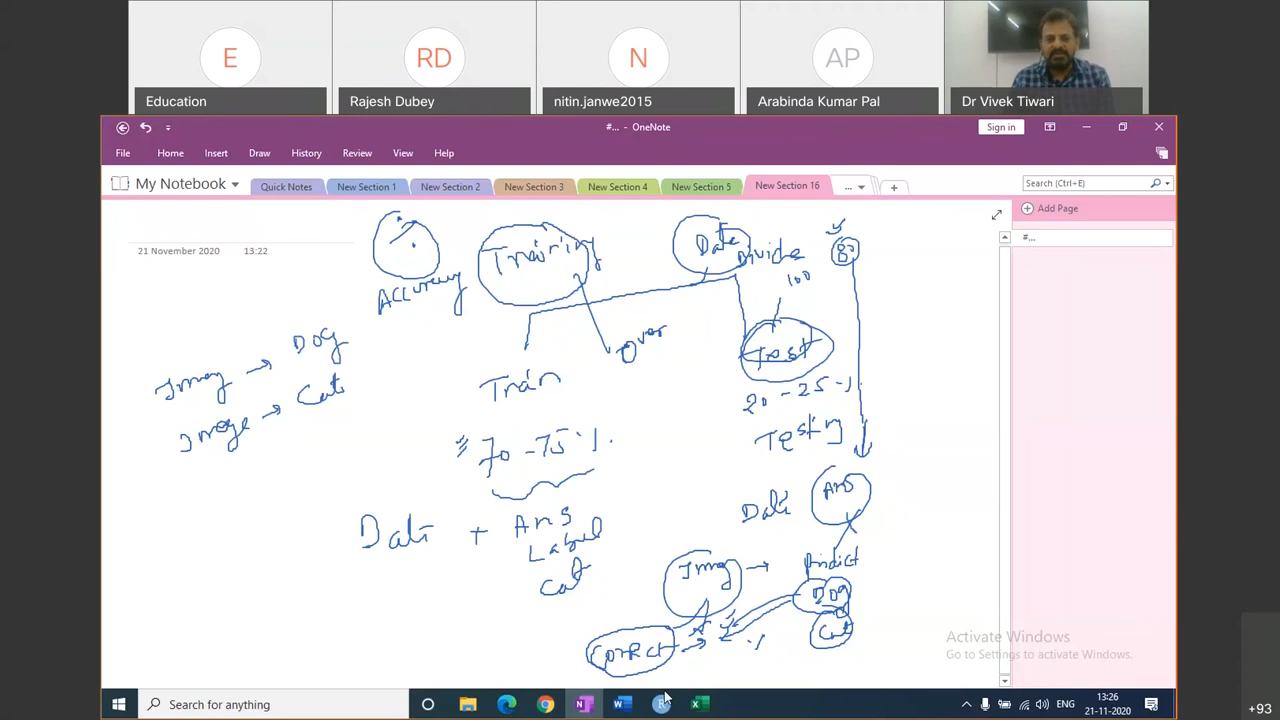 E
RD
N
AP
Education
Rajesh Dubey
nitin.janwe2015
Arabinda Kumar Pal
Dr Vivek Tiwari
#... - OneNote
Sign in
File Home Insert Draw History Review View Help
My Notebook
Quick Notes
New Section 1
New Section 2
New Section 3
New Section 4
New Section 5
New Section 16
...
Search (Ctrl+E)
Add Page
#...
21 November 2020 13:22
Training
Data
Divide
100
Accuracy
Over
Test
Imag → DOG
Image → Cat
Train
20 - 25 %
Testing
70 - 75 %
Data + Ans
Label
Cat
Data Ans
Imag → Predict
DOG
Cat
Correct
%
Activate Windows
Go to Settings to activate Windows.
Search for anything
ENG
13:26
21-11-2020
+93